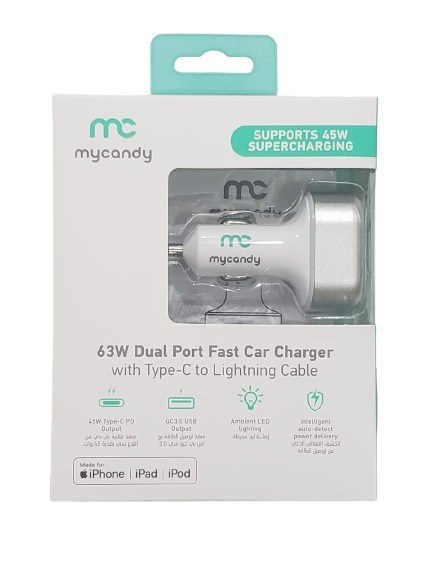 mc
mycandy
SUPPORTS 45W
SUPERCHARGING
mc
mc
mycandy
63W Dual Port Fast Car Charger
with Type-C to Lightning Cable
45W Type-C PD
Output
QC3.0 USB
Output
Ambient LED
lighting
Intelligent
auto-detect
power delivery
Made for
iPhone | iPad | iPod